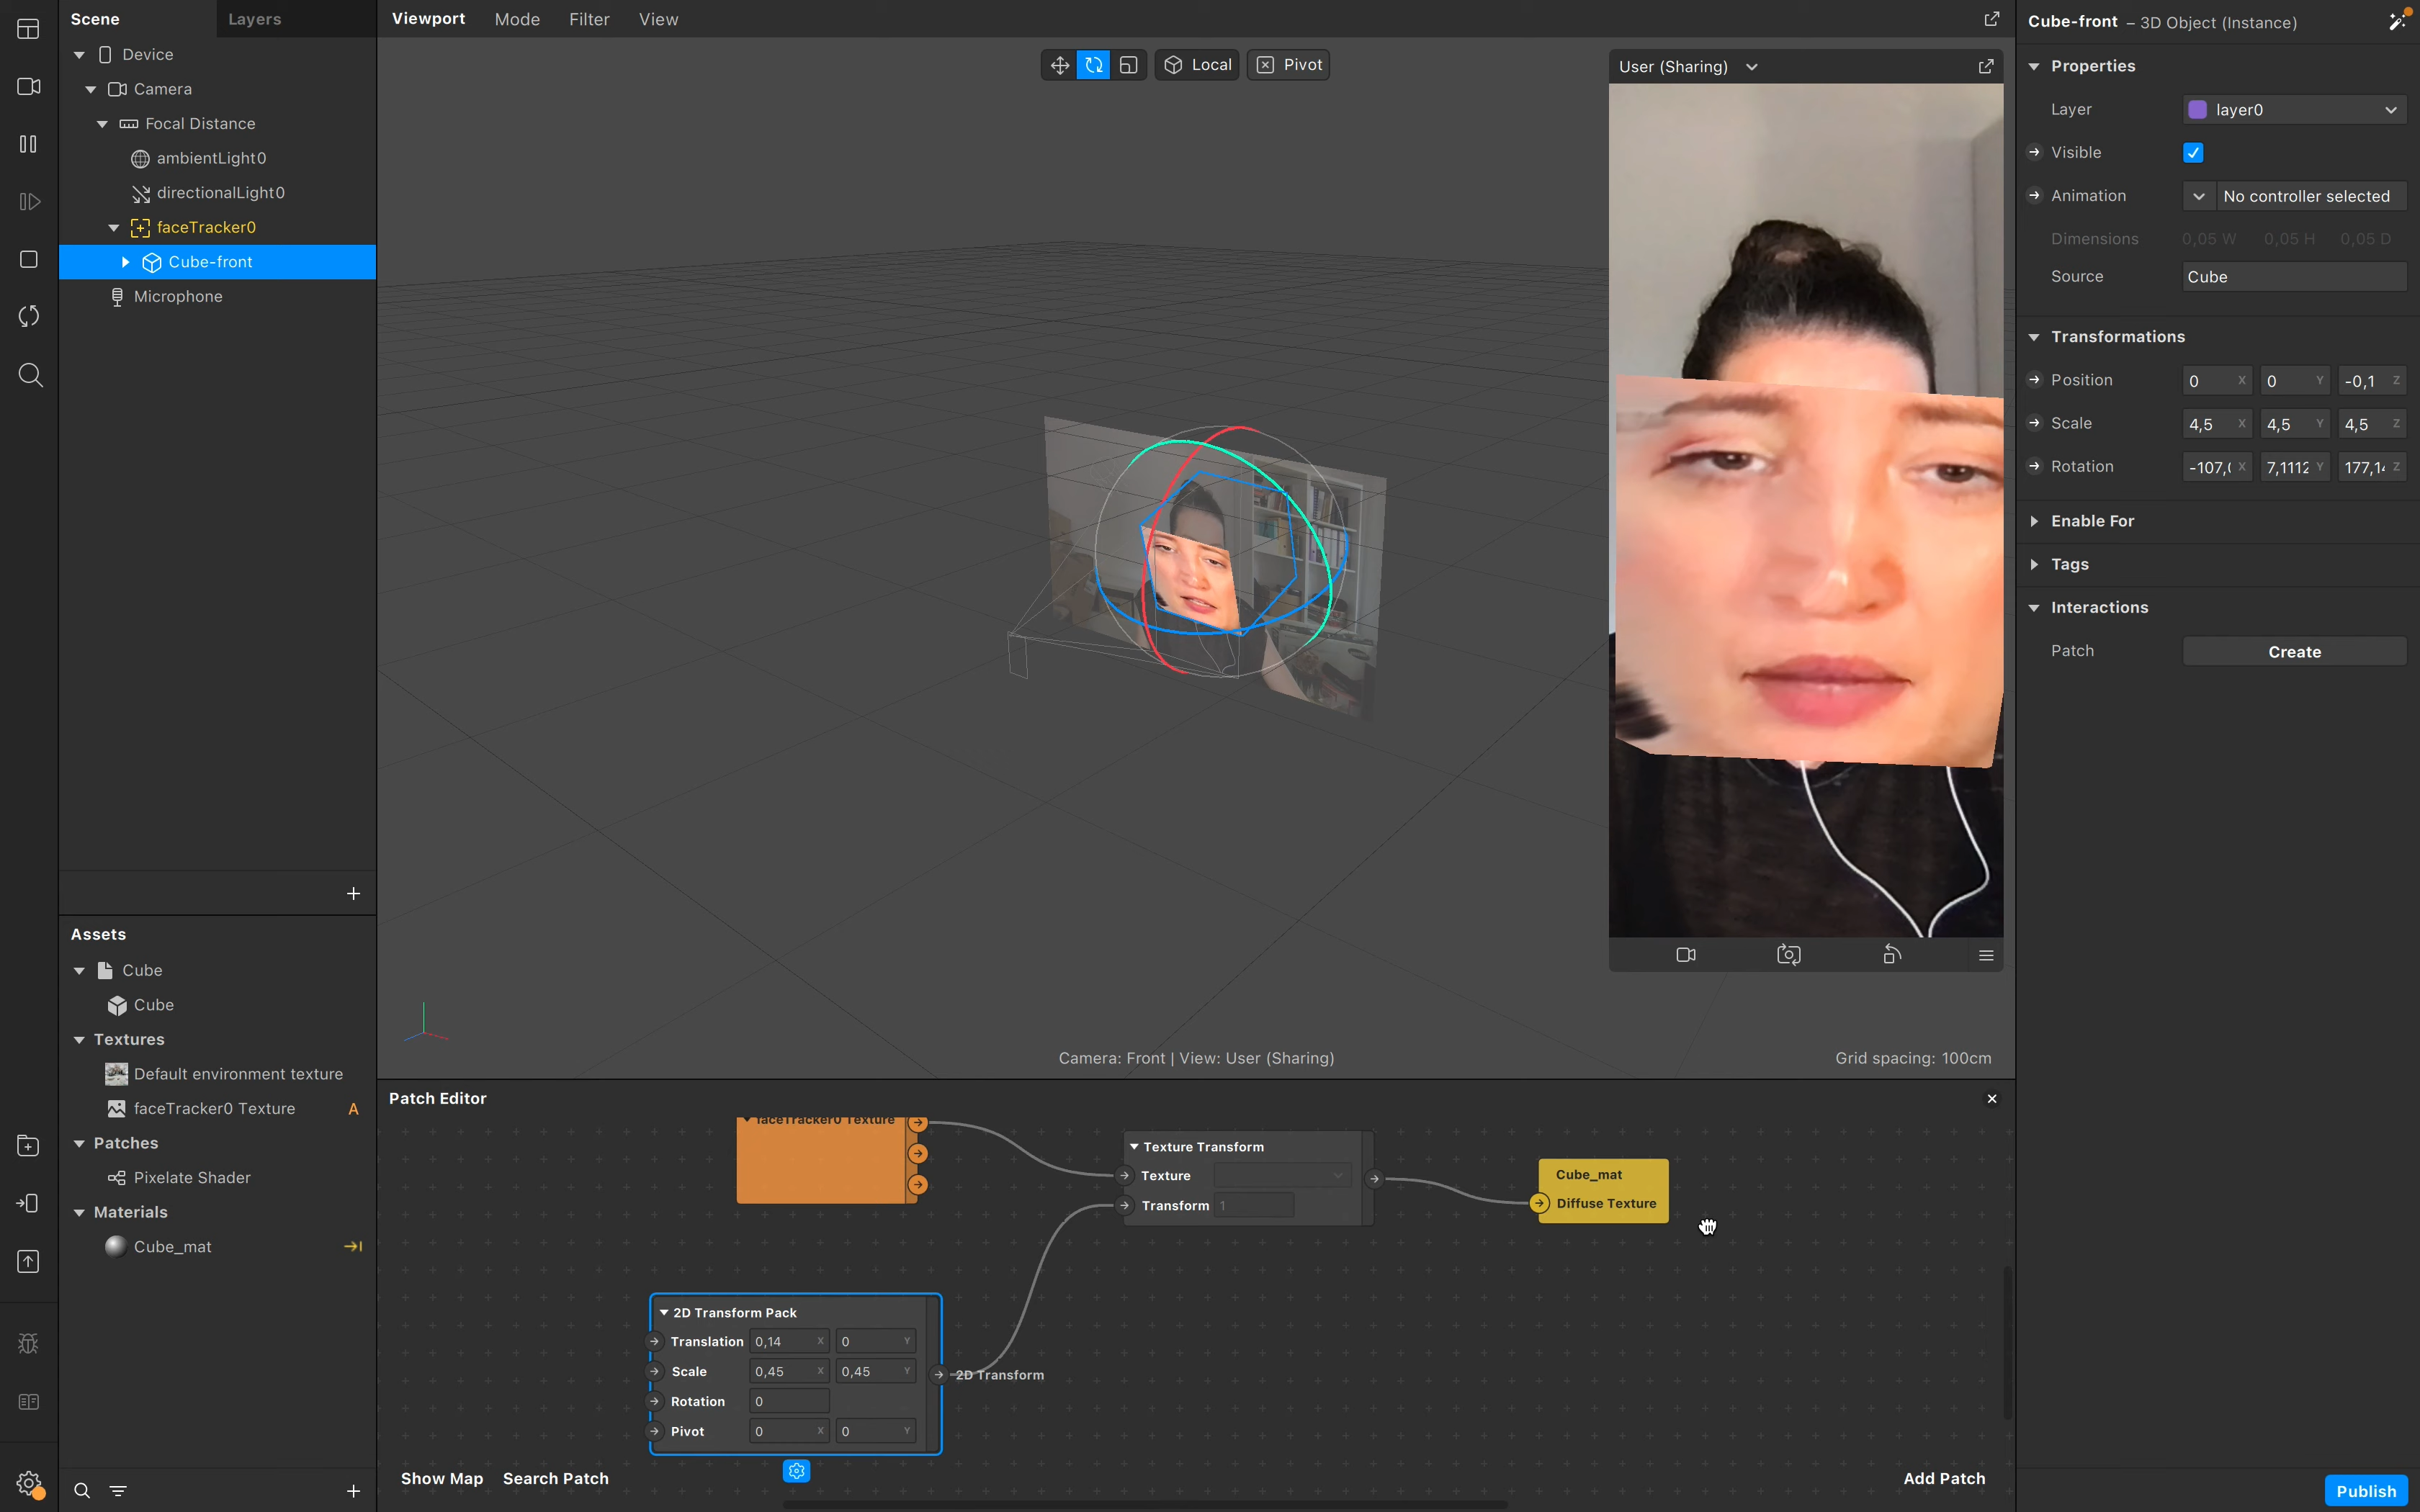 Scene
Layers
Device
Camera
Focal Distance
ambientLight0
directionalLight0
faceTracker0
Cube-front
Microphone
Assets
Cube
Cube
Textures
Default environment texture
faceTracker0 Texture A
Patches
Pixelate Shader
Materials
Cube_mat
Viewport Mode Filter View
Local
Pivot
User (Sharing)
Camera: Front | View: User (Sharing)
Grid spacing: 100cm
Patch Editor
faceTracker0 Texture
Texture Transform
Texture
Transform 1
Cube_mat
Diffuse Texture
2D Transform Pack
Translation 0,14 X 0 Y
Scale 0,45 X 0,45 Y
Rotation 0
Pivot 0 X 0 Y
2D Transform
Show Map Search Patch
Add Patch
Cube-front – 3D Object (Instance)
Properties
Layer layer0
Visible
Animation No controller selected
Dimensions 0,05 W 0,05 H 0,05 D
Source Cube
Transformations
Position 0 X 0 Y -0,1 Z
Scale 4,5 X 4,5 Y 4,5 Z
Rotation -107,( X 7,1112 Y 177,14 Z
Enable For
Tags
Interactions
Patch Create
Publish